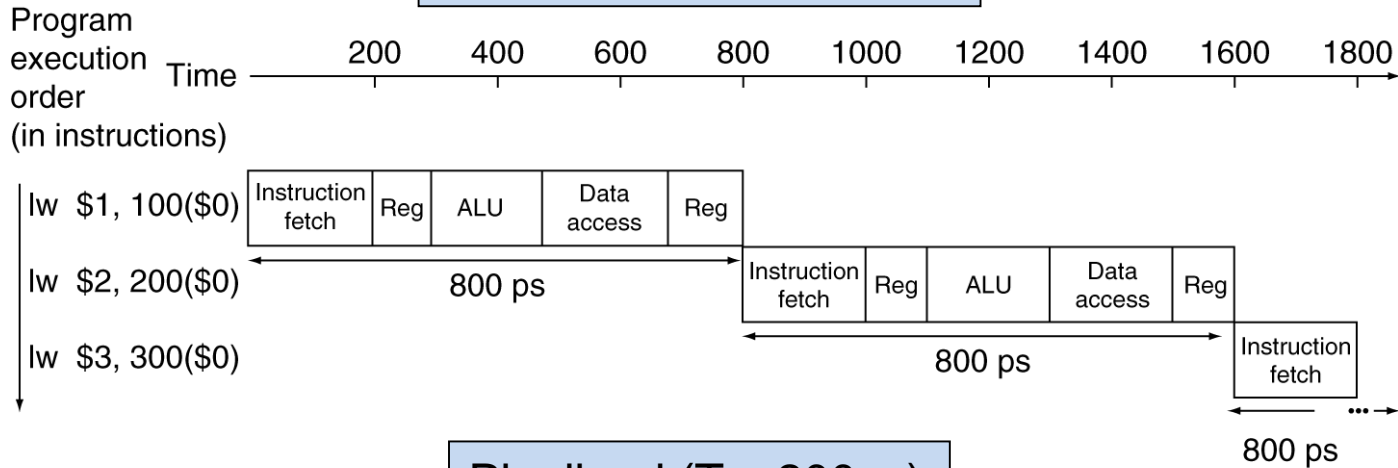 Program
execution
order
(in instructions)
Time
200 400 600 800 1000 1200 1400 1600 1800
lw $1, 100($0)
Instruction
fetch
Reg
ALU
Data
access
Reg
800 ps
lw $2, 200($0)
Instruction
fetch
Reg
ALU
Data
access
Reg
800 ps
lw $3, 300($0)
Instruction
fetch
...
800 ps